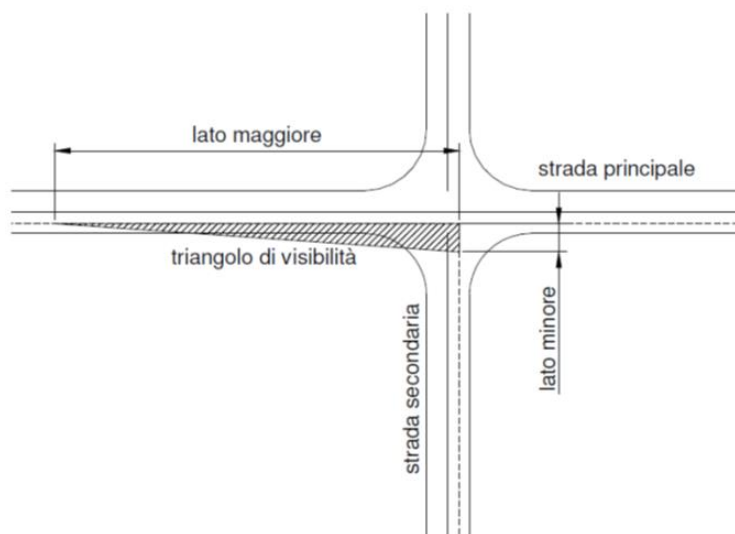 lato maggiore
strada principale
triangolo di visibilità
lato minore
strada secondaria